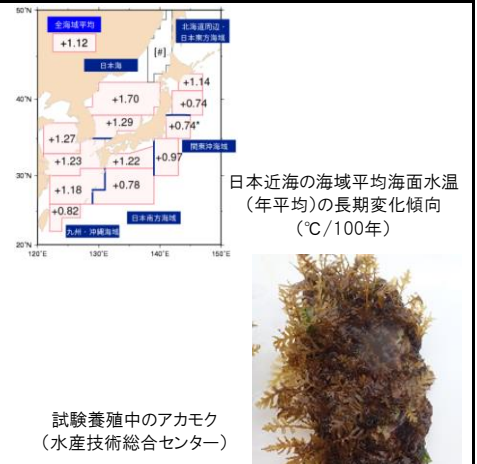 50°N
40°N
30°N
20°N
120°E
130°E
140°E
150°E
全海域平均
+1.12
北海道周辺・
日本東方海域
[#]
日本海
+1.14
+1.70
+0.74
+1.29
+0.74*
+1.27
関東沖海域
+1.23
+1.22
+0.97
+1.18
+0.78
+0.82
日本南方海域
九州・沖縄海域
日本近海の海域平均海面水温
(年平均)の長期変化傾向
(℃/100年)
試験養殖中のアカモク
(水産技術総合センター)